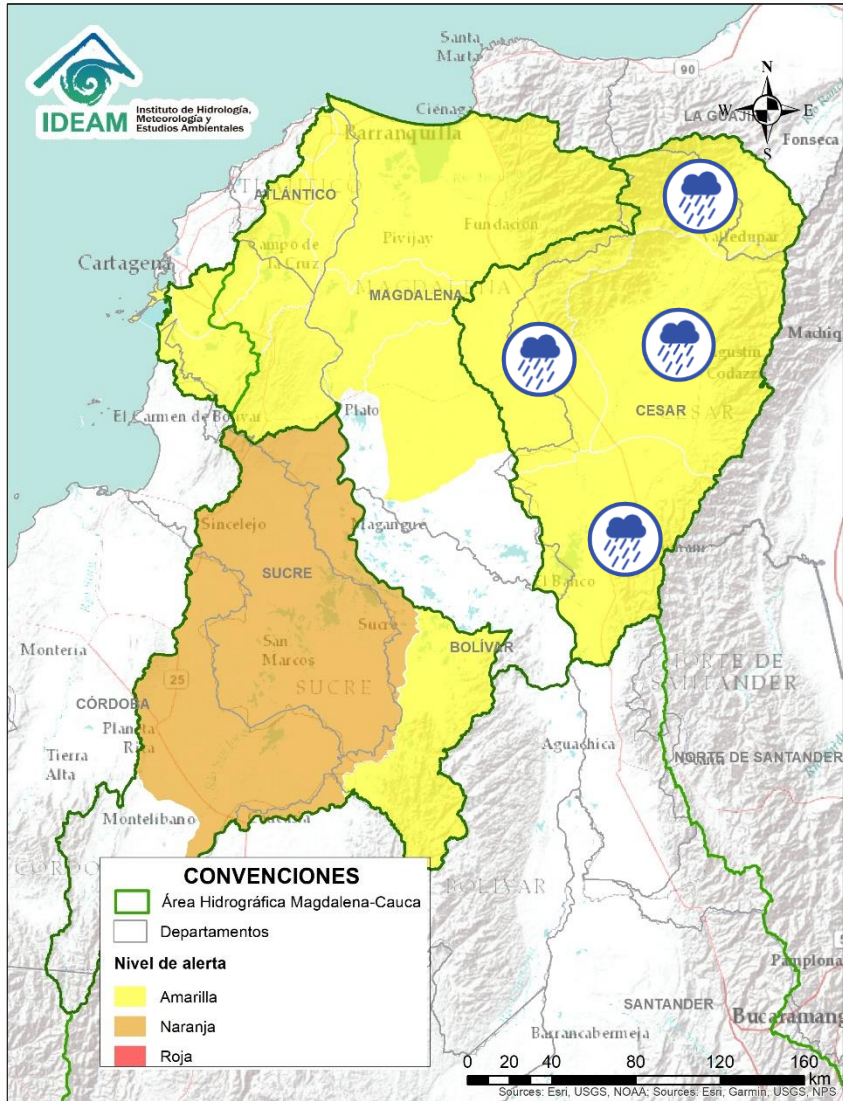 IDEAM
Instituto de Hidrología,
Meteorología y
Estudios Ambientales
Santa
Marta
90
N
W
E
S
Ciénaga
Barranquilla
Fonseca
ATLÁNTICO
Fundación
Valledupar
Pivijay
Campo de
la Cruz
Cartagena
MAGDALENA
Codazzi
CESAR
CESAR
El Carmen de Bolívar
Plato
Sincelejo
Magangue
SUCRE
El Banco
Sucre
BOLÍVAR
San
Marcos
Montería
25
SUCRE
NORTE DE
SANTANDER
CÓRDOBA
Planeta
Rica
Aguachica
NORTE DE SANTANDER
Tierra
Alta
Montelíbano
BOLÍVAR
CONVENCIONES
Área Hidrográfica Magdalena-Cauca
Departamentos
Nivel de alerta
Amarilla
Naranja
Roja
Pamplona
SANTANDER
Barrancabermeja
0 20 40 80 120 160
km
Sources: Esri, USGS, NOAA; Sources: Esri, Garmin, USGS, NPS